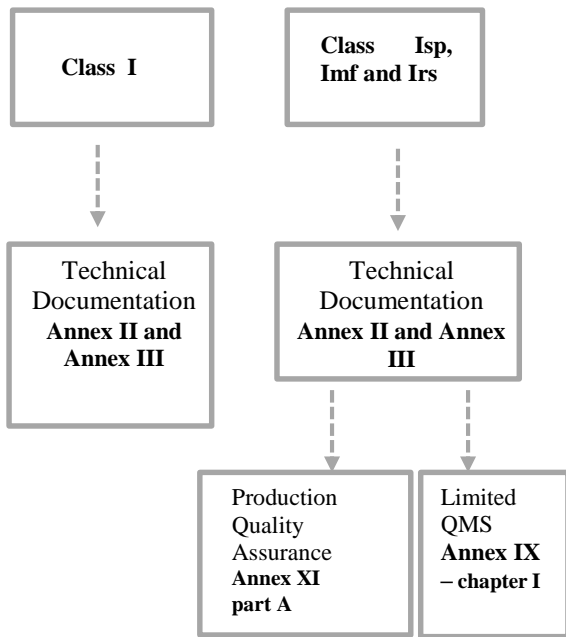 Class I
Class Isp,
Imf and Irs
Technical
Documentation
Annex II and
Annex III
Technical
Documentation
Annex II and Annex
III
Production
Quality
Assurance
Annex XI
part A
Limited
QMS
Annex IX
– chapter I